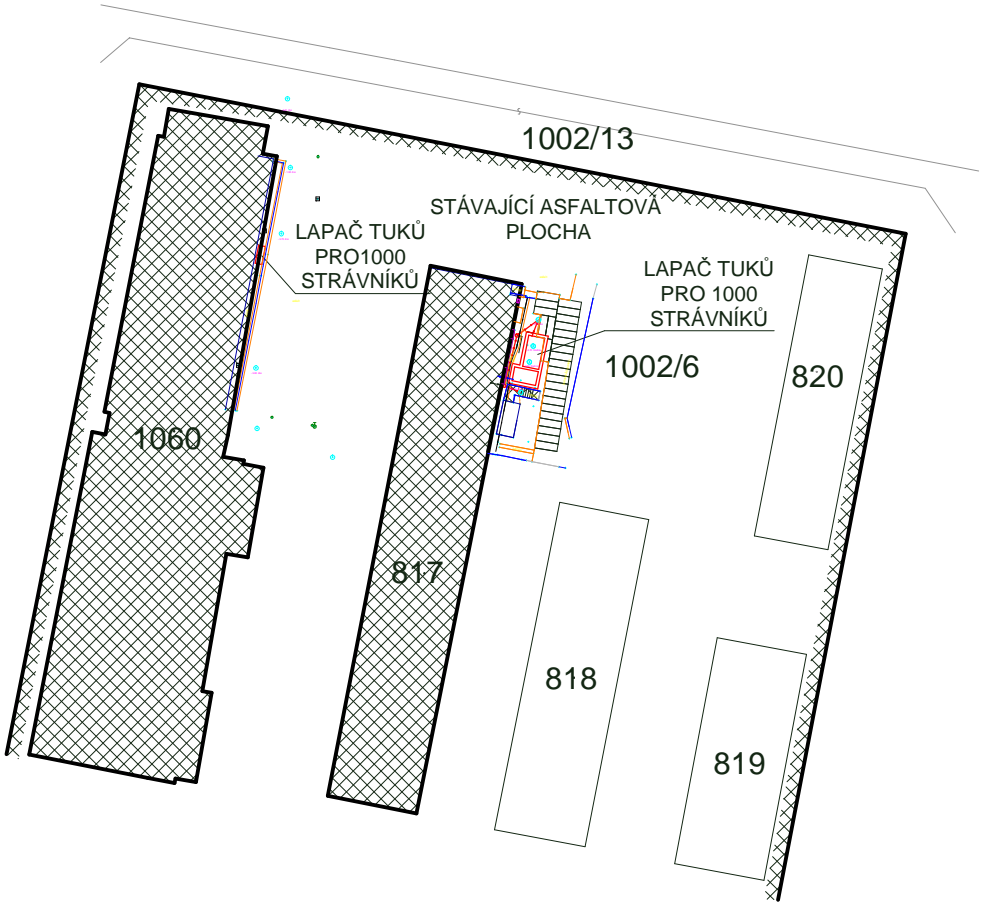 1002/13
STÁVAJÍCÍ ASFALTOVÁ
PLOCHA
LAPAČ TUKŮ
PRO1000
STRÁVNÍKŮ
LAPAČ TUKŮ
PRO 1000
STRÁVNÍKŮ
1002/6
820
1060
817
818
819